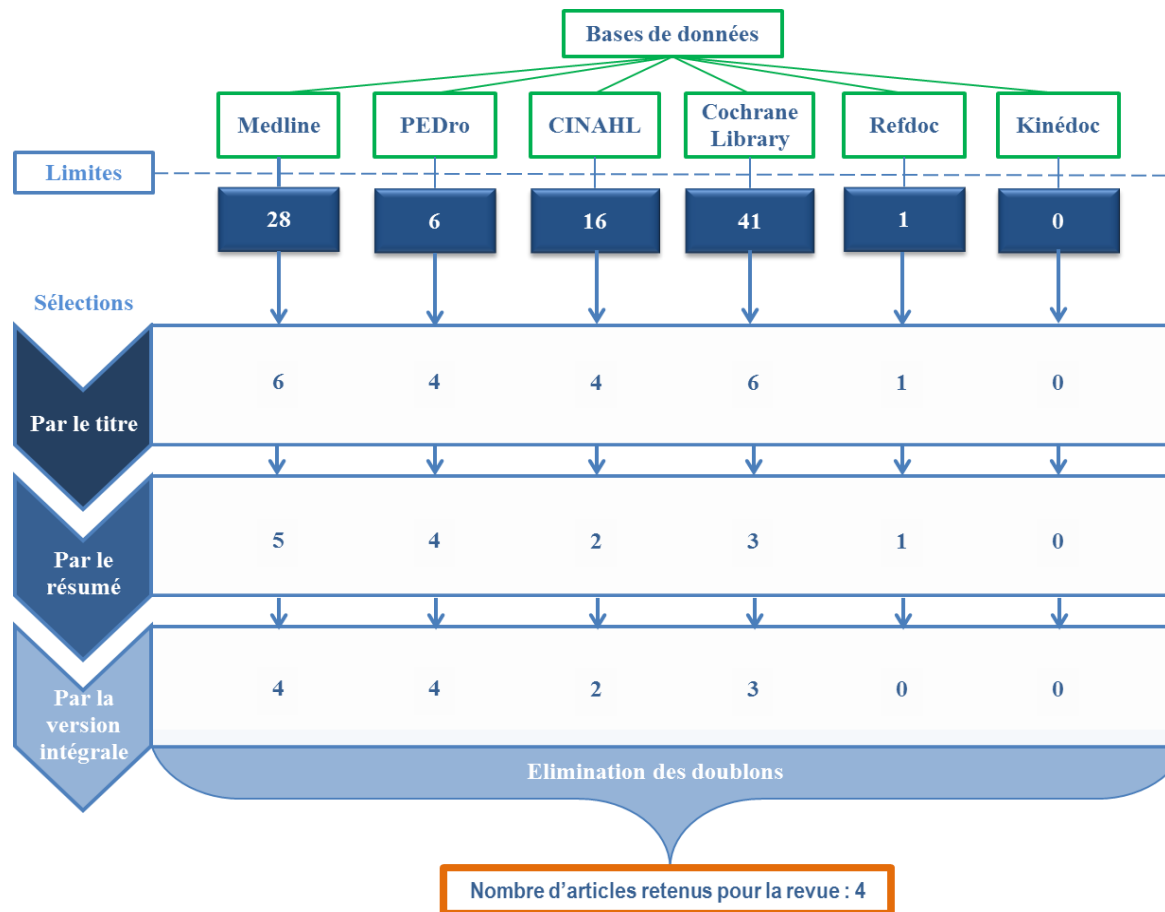 Bases de données
Medline
PEDro
CINAHL
Cochrane
Library
Refdoc
Kinédoc
Limites
28
6
16
41
1
0
Sélections
Par le titre
6
4
4
6
1
0
Par le
résumé
5
4
2
3
1
0
Par la
version
intégrale
4
4
2
3
0
0
Elimination des doublons
Nombre d'articles retenus pour la revue : 4